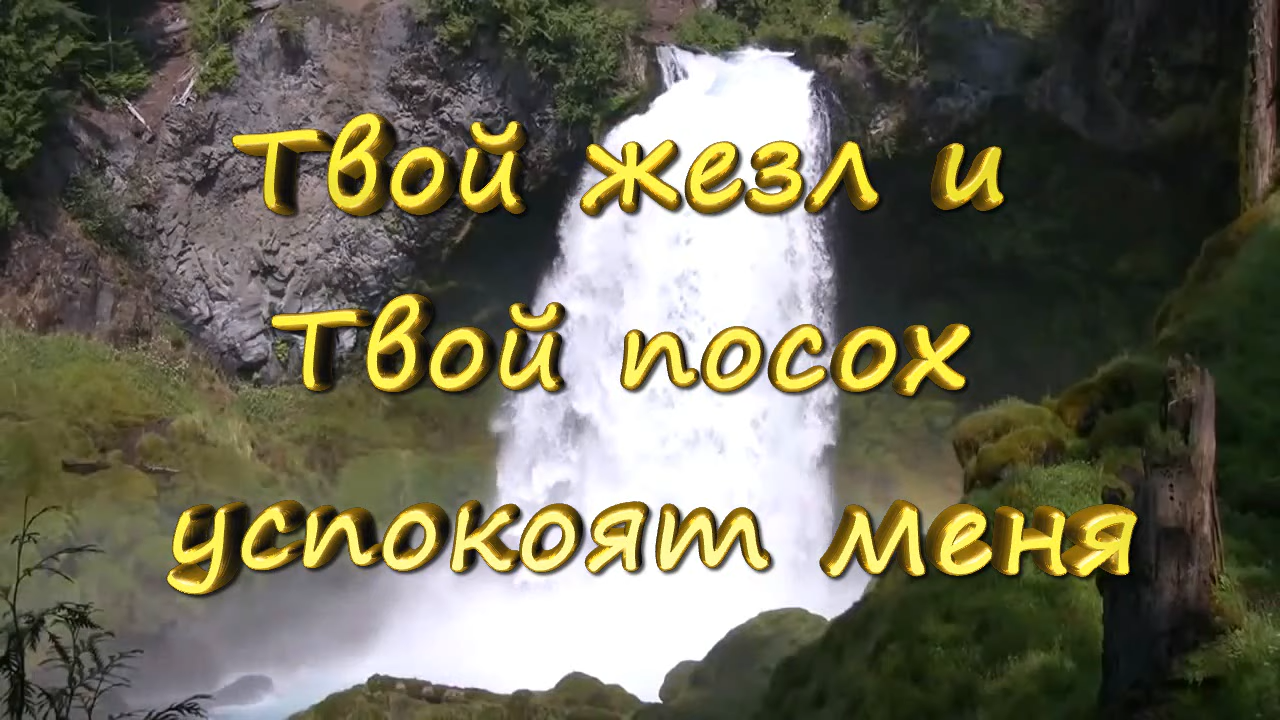 Твой жезл и
Твой посох
успокоят меня